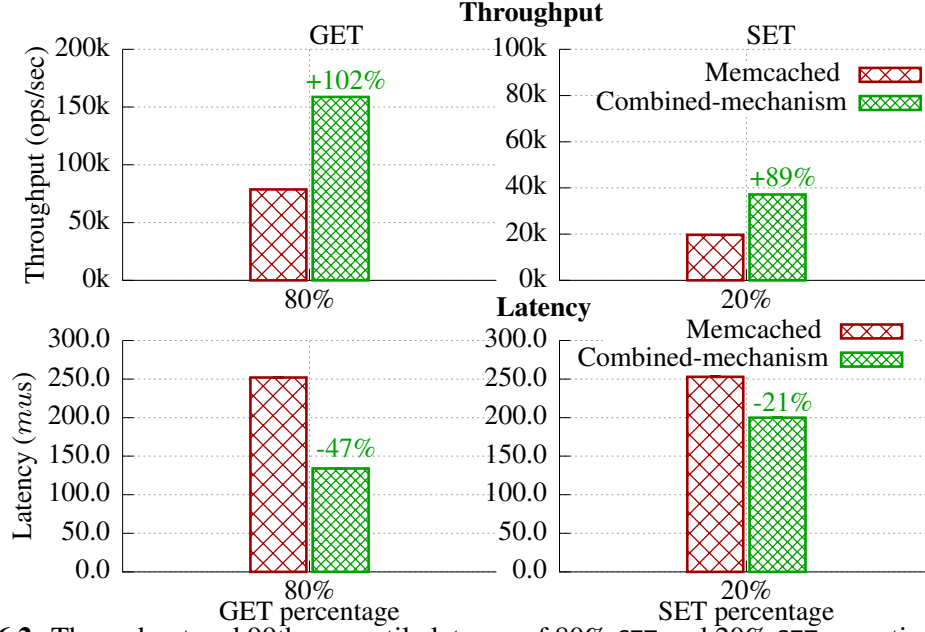 Throughput
GET
200k
150k
100k
50k
0k
Throughput (ops/sec)
+102%
80%
SET
100k
80k
60k
40k
20k
0k
Memcached
Combined-mechanism
+89%
20%
Latency
300.0
250.0
200.0
150.0
100.0
50.0
0.0
Latency (mus)
-47%
80%
GET percentage
300.0
250.0
200.0
150.0
100.0
50.0
0.0
Memcached
Combined-mechanism
-21%
20%
SET percentage